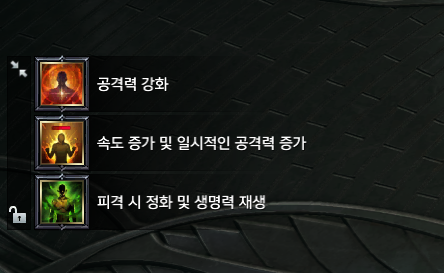 공격력 강화
속도 증가 및 일시적인 공격력 증가
피격 시 정화 및 생명력 재생